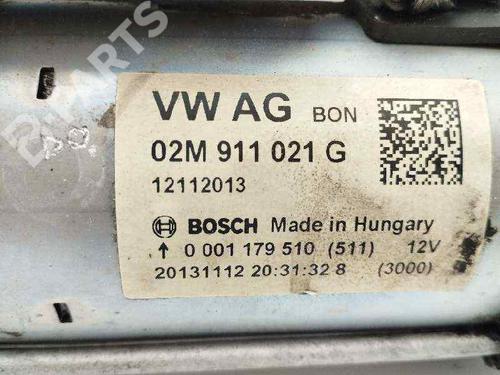 B PARTS
VW AG BON
02M 911 021 G
12112013
BOSCH Made in Hungary
↑ 0 001 179 510 (511) 12V
20131112 20:31:32 8 (3000)